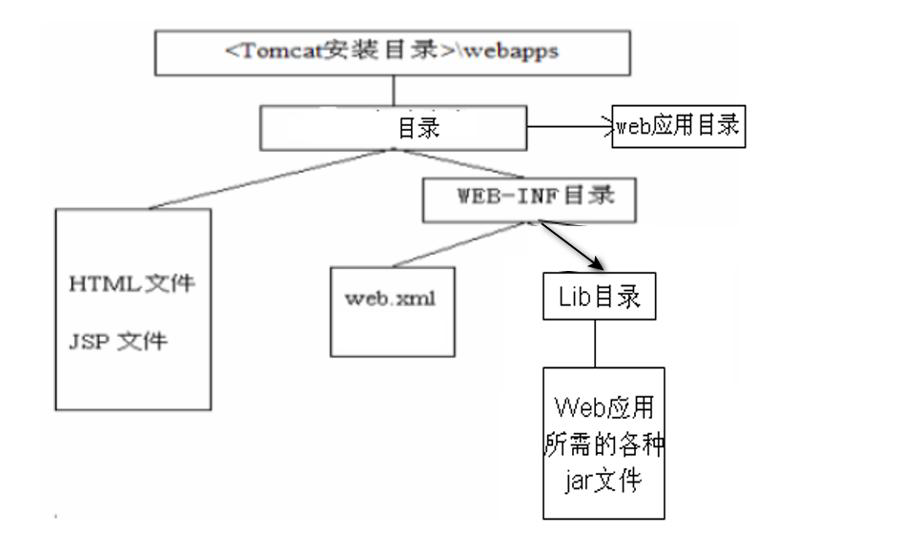 <Tomcat安装目录>\webapps
目录
web应用目录
WEB-INF目录
HTML文件
JSP 文件
web.xml
Lib目录
Web应用
所需的各种
jar文件